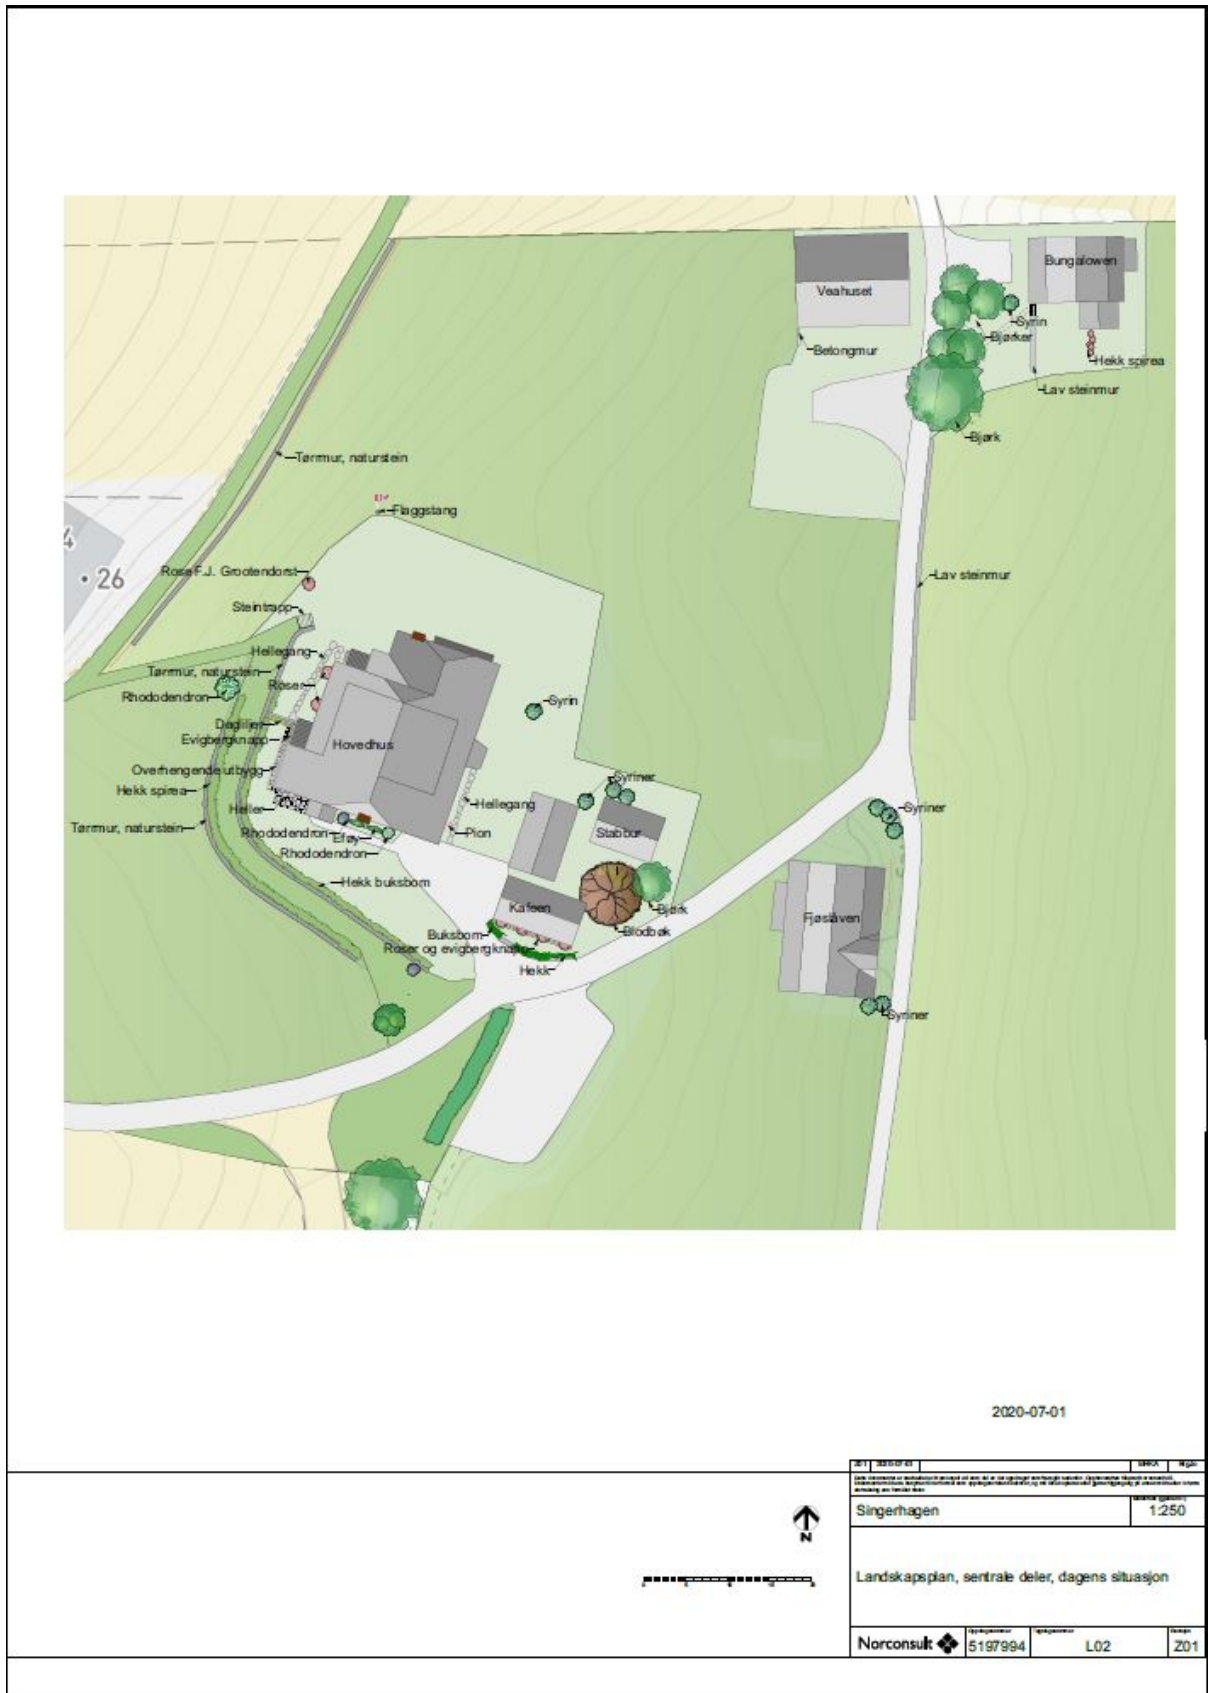 Bungalowen
Veahuset
Syrin
Bjørker
Betongmur
Hekk spirea
Lav steinmur
Bjørk
Tørrmur, naturstein
Flaggstang
4
26
Rose F.J. Grootendorst
Lav steinmur
Steintrapp
Hellegang
Tørrmur, naturstein
Roser
Rhododendron
Syrin
Dagliljer
Evigbergknapp
Hovedhus
Overhengende utbygg
Syriner
Hekk spirea
Heller
Hellegang
Syriner
Tørrmur, naturstein
Rhododendron
Eføy
Pion
Stabbur
Rhododendron
Hekk buksbom
Kafeen
Bjørk
Fjøslåven
Buksbom
Blodbøk
Roser og evigbergknapp
Hekk
Syriner
2020-07-01
N
Singerhagen
1:250
Landskapsplan, sentrale deler, dagens situasjon
Norconsult
5197994
L02
Z01